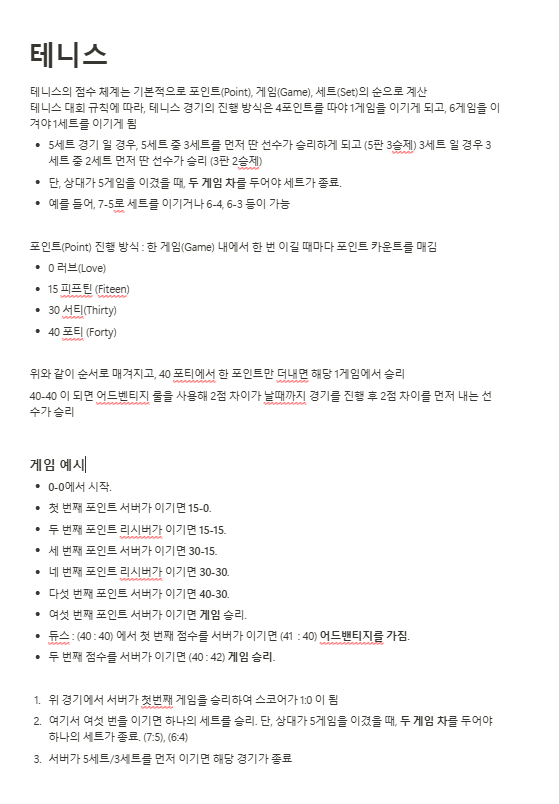 테니스
테니스의 점수 체계는 기본적으로 포인트(Point), 게임(Game), 세트(Set)의 순으로 계산
테니스 대회 규칙에 따라, 테니스 경기의 진행 방식은 4포인트를 따야 1게임을 이기게 되고, 6게임을 이
겨야 1세트를 이기게 됨
• 5세트 경기 일 경우, 5세트 중 3세트를 먼저 딴 선수가 승리하게 되고 (5판 3승제) 3세트 일 경우 3
세트 중 2세트 먼저 딴 선수가 승리 (3판 2승제)
• 단, 상대가 5게임을 이겼을 때, 두 게임 차를 두어야 세트가 종료.
• 예를 들어, 7-5로 세트를 이기거나 6-4, 6-3 등이 가능
포인트(Point) 진행 방식 : 한 게임(Game) 내에서 한 번 이길 때마다 포인트 카운트를 매김
• 0 러브(Love)
• 15 피프틴 (Fiteen)
• 30 서티(Thirty)
• 40 포티 (Forty)
위와 같이 순서로 매겨지고, 40 포티에서 한 포인트만 더내면 해당 1게임에서 승리
40-40 이 되면 어드벤티지 룰을 사용해 2점 차이가 날때까지 경기를 진행 후 2점 차이를 먼저 내는 선
수가 승리
게임 예시
• 0-0에서 시작.
• 첫 번째 포인트 서버가 이기면 15-0.
• 두 번째 포인트 리시버가 이기면 15-15.
• 세 번째 포인트 서버가 이기면 30-15.
• 네 번째 포인트 리시버가 이기면 30-30.
• 다섯 번째 포인트 서버가 이기면 40-30.
• 여섯 번째 포인트 서버가 이기면 게임 승리.
• 듀스 : (40 : 40) 에서 첫 번째 점수를 서버가 이기면 (41 : 40) 어드밴티지를 가짐.
• 두 번째 점수를 서버가 이기면 (40 : 42) 게임 승리.
1. 위 경기에서 서버가 첫번째 게임을 승리하여 스코어가 1:0 이 됨
2. 여기서 여섯 번을 이기면 하나의 세트를 승리. 단, 상대가 5게임을 이겼을 때, 두 게임 차를 두어야
하나의 세트가 종료. (7:5), (6:4)
3. 서버가 5세트/3세트를 먼저 이기면 해당 경기가 종료